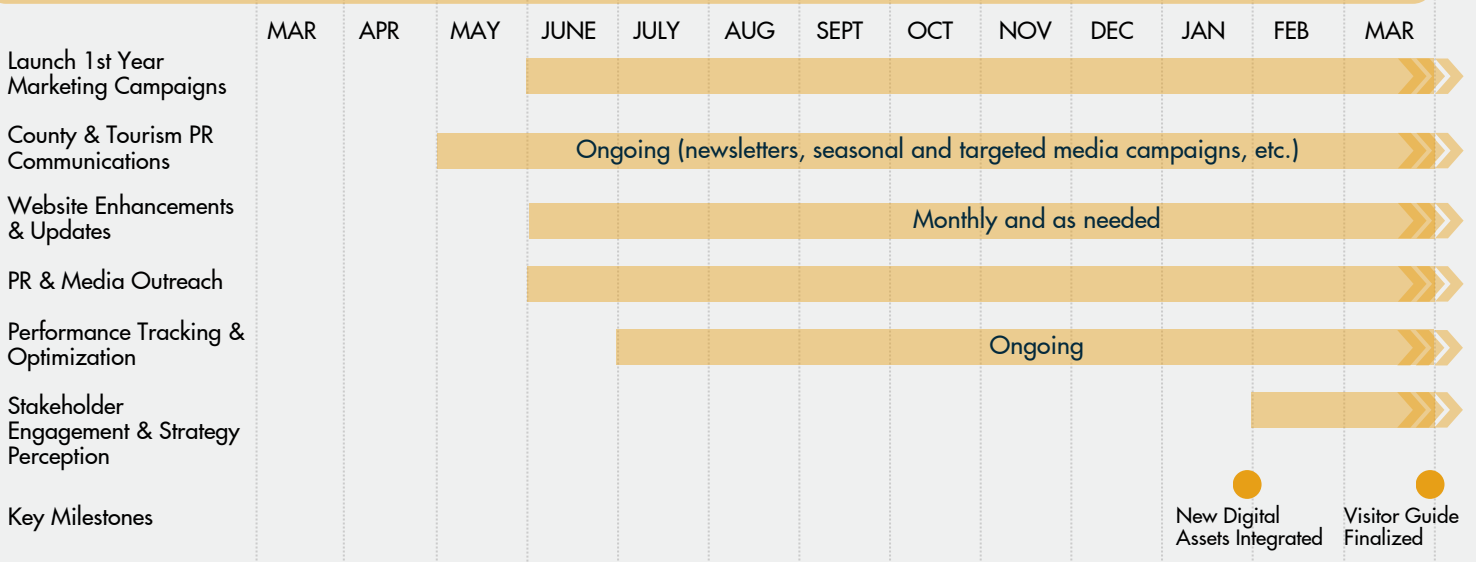 MAR APR MAY JUNE JULY AUG SEPT OCT NOV DEC JAN FEB MAR
Launch 1st Year
Marketing Campaigns
County & Tourism PR
Communications
Ongoing (newsletters, seasonal and targeted media campaigns, etc.)
Website Enhancements
& Updates
Monthly and as needed
PR & Media Outreach
Performance Tracking &
Optimization
Ongoing
Stakeholder
Engagement & Strategy
Perception
Key Milestones
New Digital
Assets Integrated
Visitor Guide
Finalized